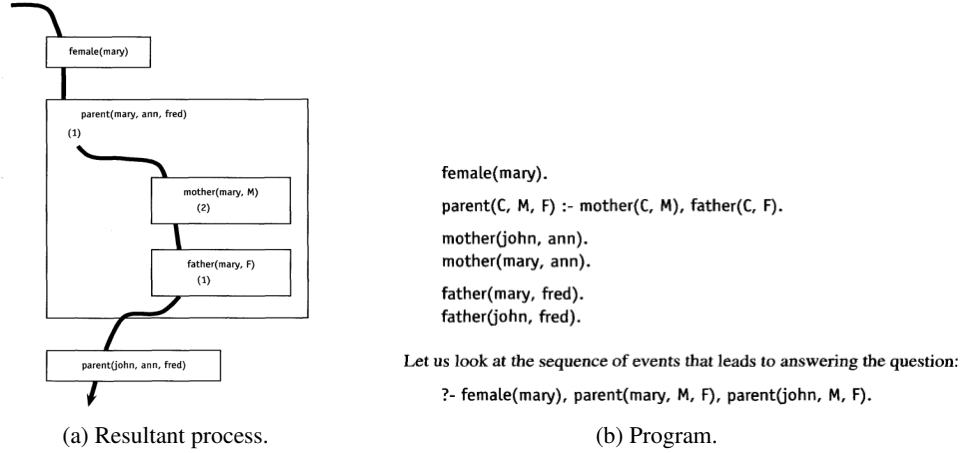 female(mary)
parent(mary, ann, fred)
(1)
mother(mary, M)
(2)
father(mary, F)
(1)
parent(john, ann, fred)
(a) Resultant process.
female(mary).
parent(C, M, F) :- mother(C, M), father(C, F).
mother(john, ann).
mother(mary, ann).
father(mary, fred).
father(john, fred).
Let us look at the sequence of events that leads to answering the question:
?- female(mary), parent(mary, M, F), parent(john, M, F).
(b) Program.